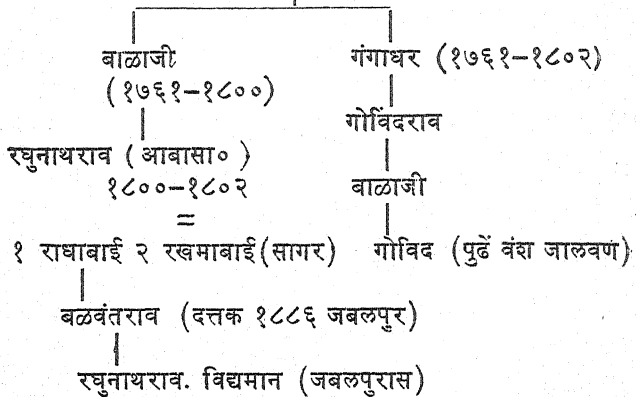 बाळाजी गंगाधर (१७६१-१८०२)
(१७६१-१८००)
गोविंदराव
रघुनाथराव (आबासा०)
१८००-१८०२ बाळाजी
=
१ राधाबाई २ रखमाबाई (सागर) गोविद (पुढें वंश जालवण)
बळवंतराव (दत्तक १८८६ जबलपुर)
रघुनाथराव. विद्यमान (जबलपुरास)